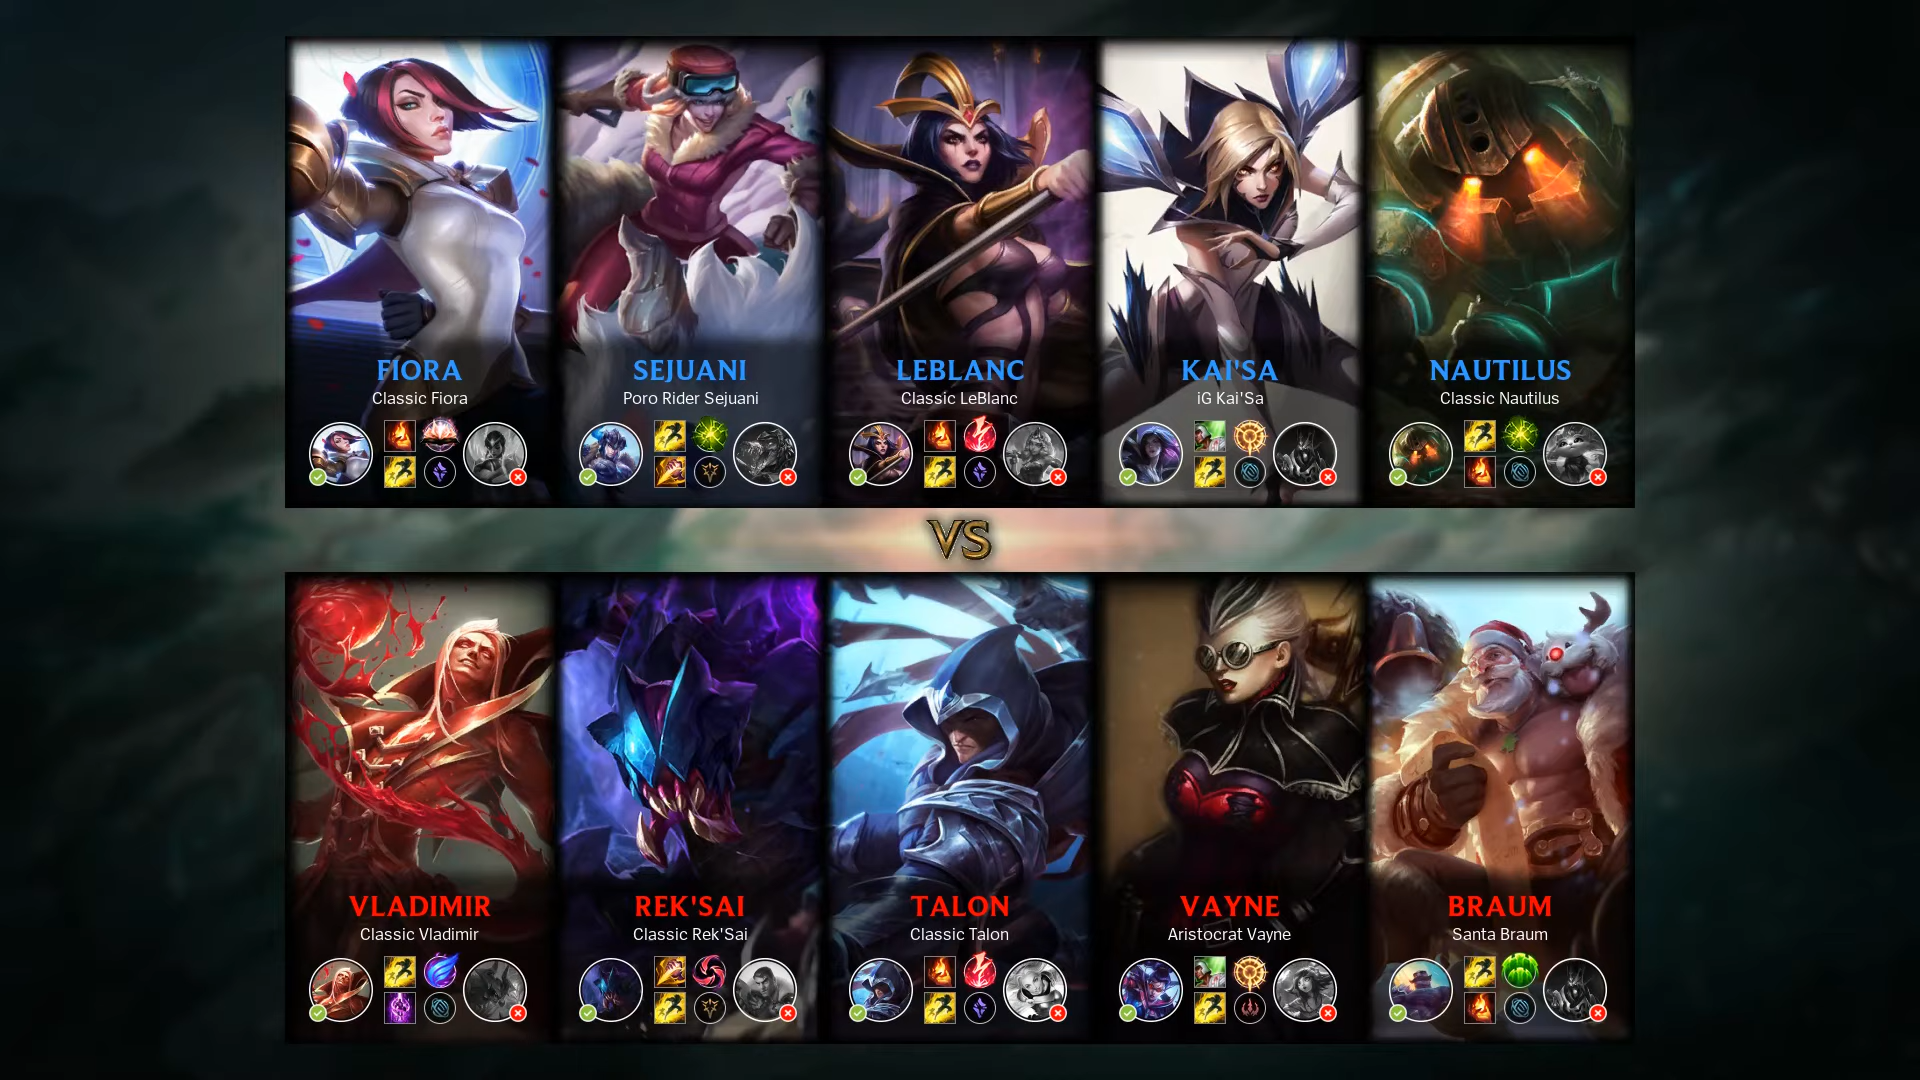 FIORA
Classic Fiora
SEJUANI
Poro Rider Sejuani
LEBLANC
Classic LeBlanc
KAI'SA
iG Kai'Sa
NAUTILUS
Classic Nautilus
VS
VLADIMIR
Classic Vladimir
REK'SAI
Classic Rek'Sai
TALON
Classic Talon
VAYNE
Aristocrat Vayne
BRAUM
Santa Braum